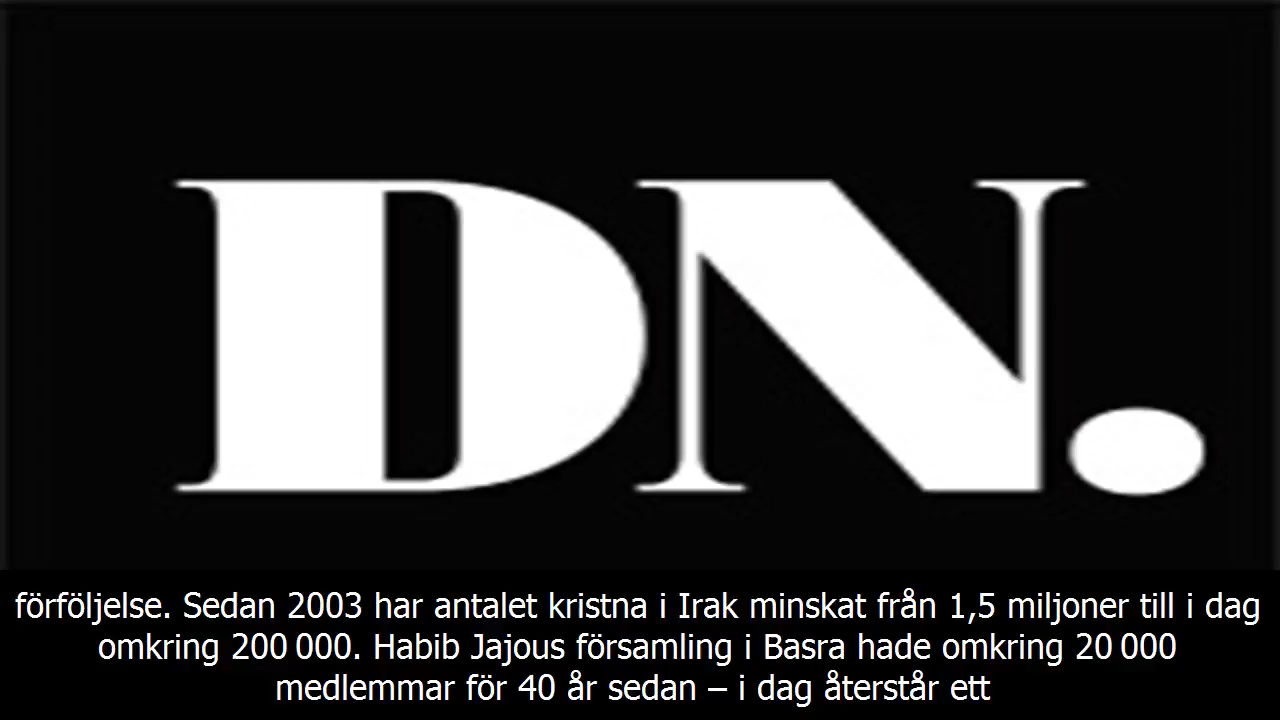 DN.
förföljelse. Sedan 2003 har antalet kristna i Irak minskat från 1,5 miljoner till i dag
omkring 200 000. Habib Jajous församling i Basra hade omkring 20 000
medlemmar för 40 år sedan – i dag återstår ett